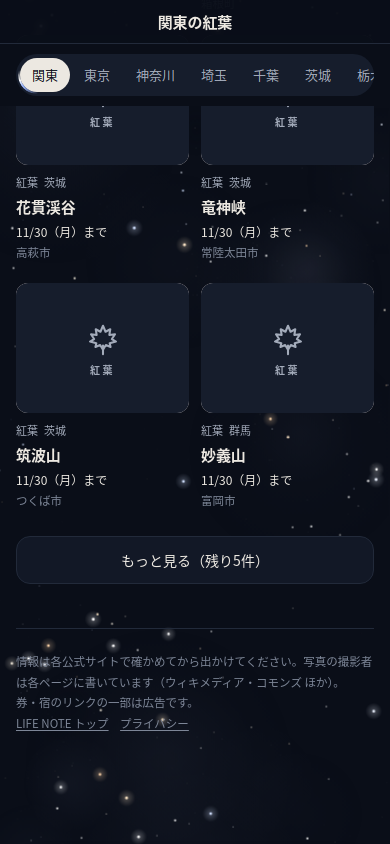 関東の紅葉
関東 東京 神奈川 埼玉 千葉 茨城
紅葉 紅葉
紅葉 茨城 紅葉 茨城
花貫渓谷 竜神峡
11/30（月）まで 11/30（月）まで
高萩市 常陸太田市
紅葉 紅葉
紅葉 茨城 紅葉 群馬
筑波山 妙義山
11/30（月）まで 11/30（月）まで
つくば市 富岡市
もっと見る（残り5件）
情報は各公式サイトで確かめてから出かけてください。写真の撮影者
は各ページに書いています（ウィキメディア・コモンズ ほか）。
券・宿のリンクの一部は広告です。
LIFE NOTE トップ プライバシー